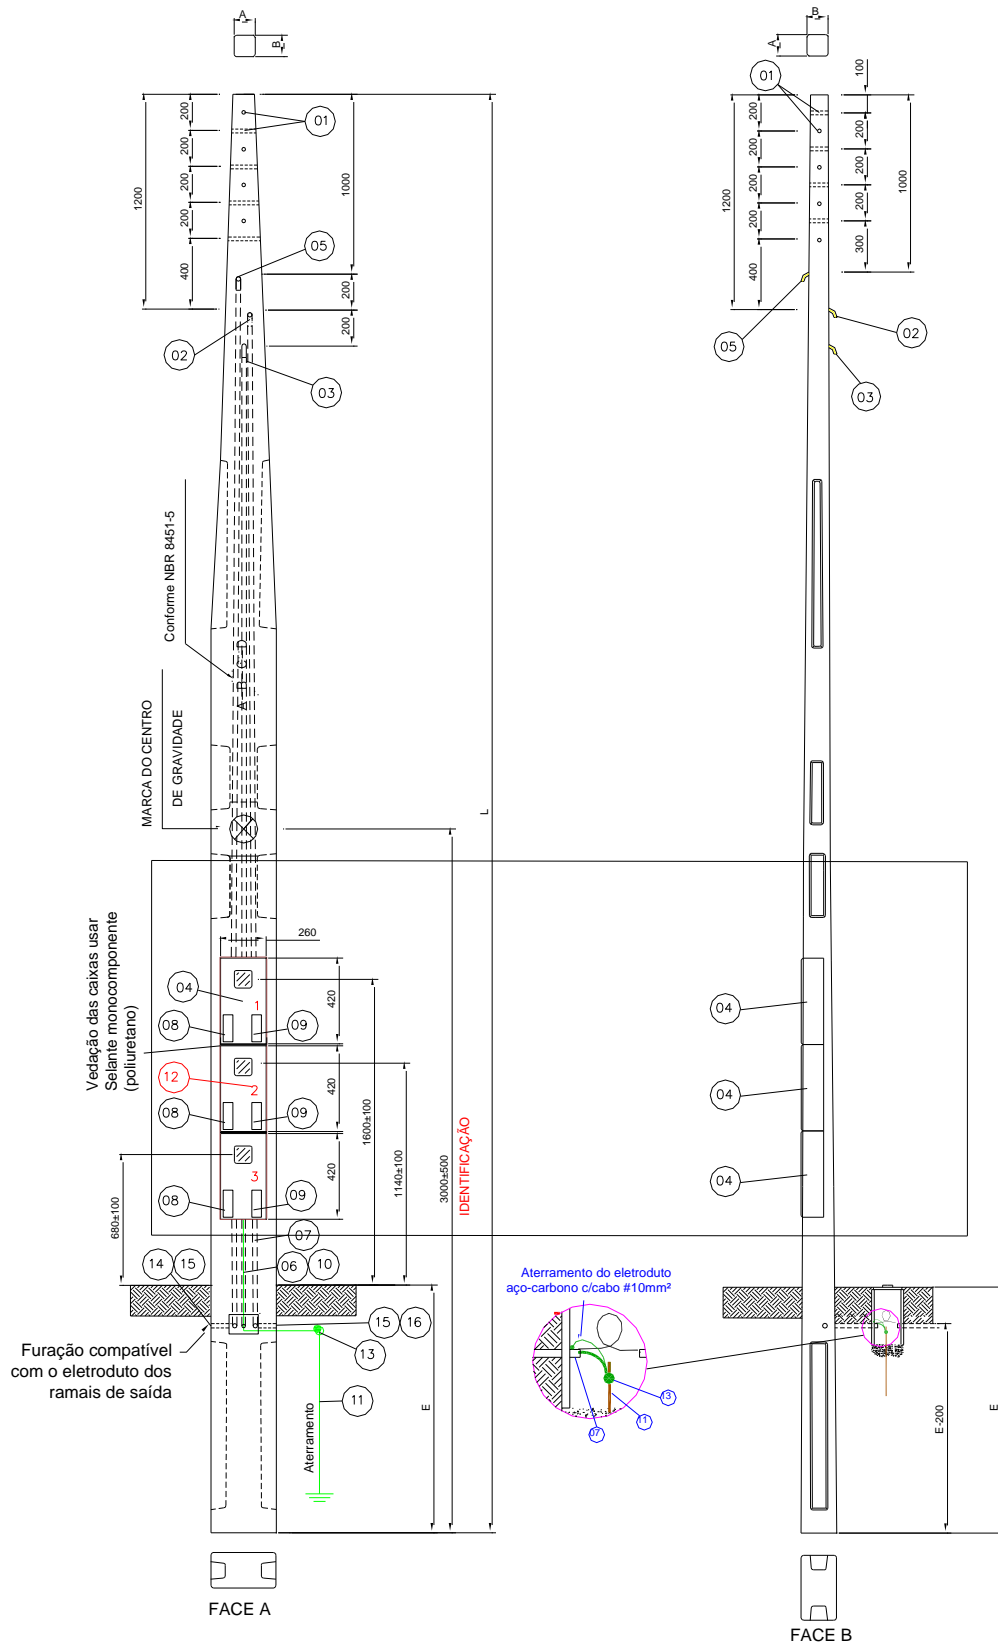 A
B
B
A
01
200
200
200
200
400
1200
1000
05
200
200
02
03
01
100
200
200
200
200
400
1200
200
200
200
300
1000
05
02
03
Conforme NBR 8451-5
A B C D
MARCA DO CENTRO
DE GRAVIDADE
L
Vedação das caixas usar
Selante monocomponente
(poliuretano)
260
04
1
420
08
09
12
2
420
08
09
3
420
08
09
680±100
1600±100
1140±100
3000±500
IDENTIFICAÇÃO
04
04
04
07
14
15
06
10
15
16
13
11
Furação compatível
com o eletroduto dos
ramais de saída
Aterramento
E
Aterramento do eletroduto
aço-carbono c/cabo #10mm²
13
11
07
E-200
E
FACE A
FACE B